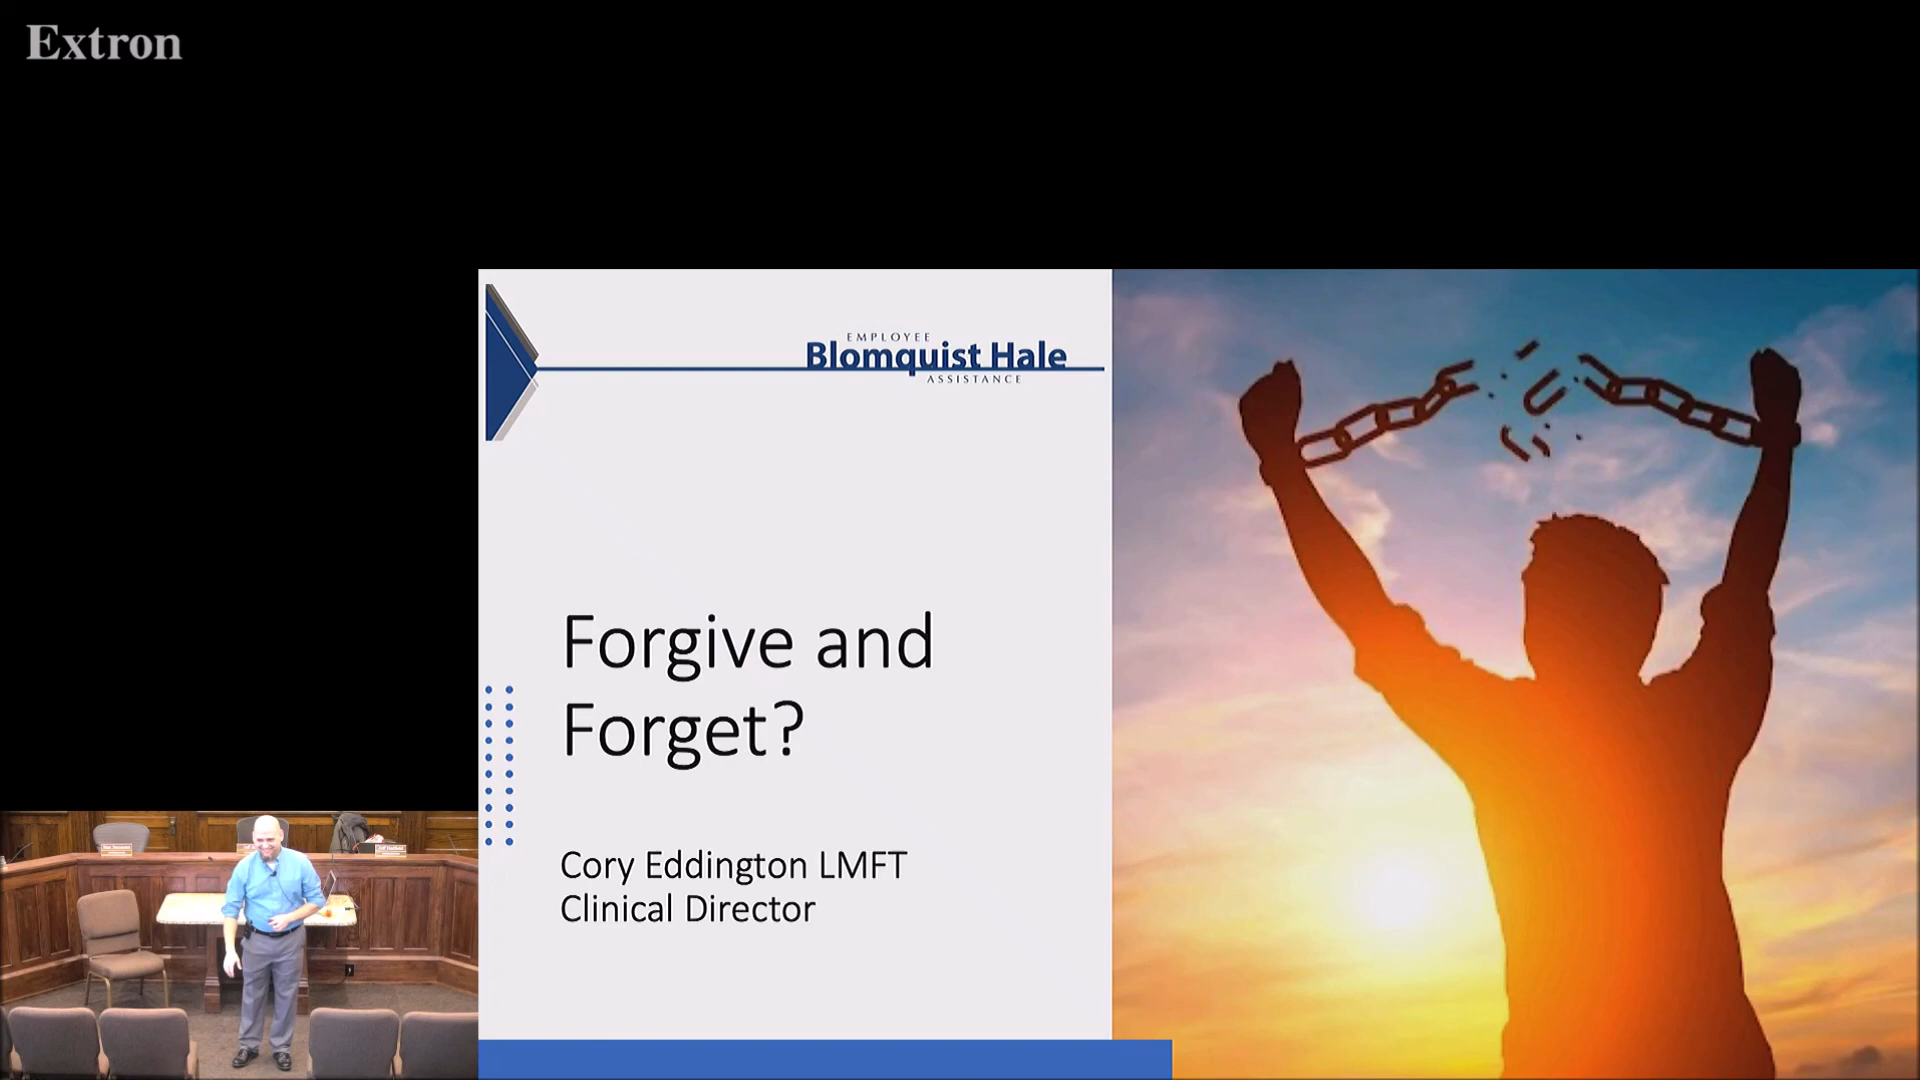 Extron
EMPLOYEE
Blomquist Hale
ASSISTANCE
Forgive and
Forget?
Cory Eddington LMFT
Clinical Director